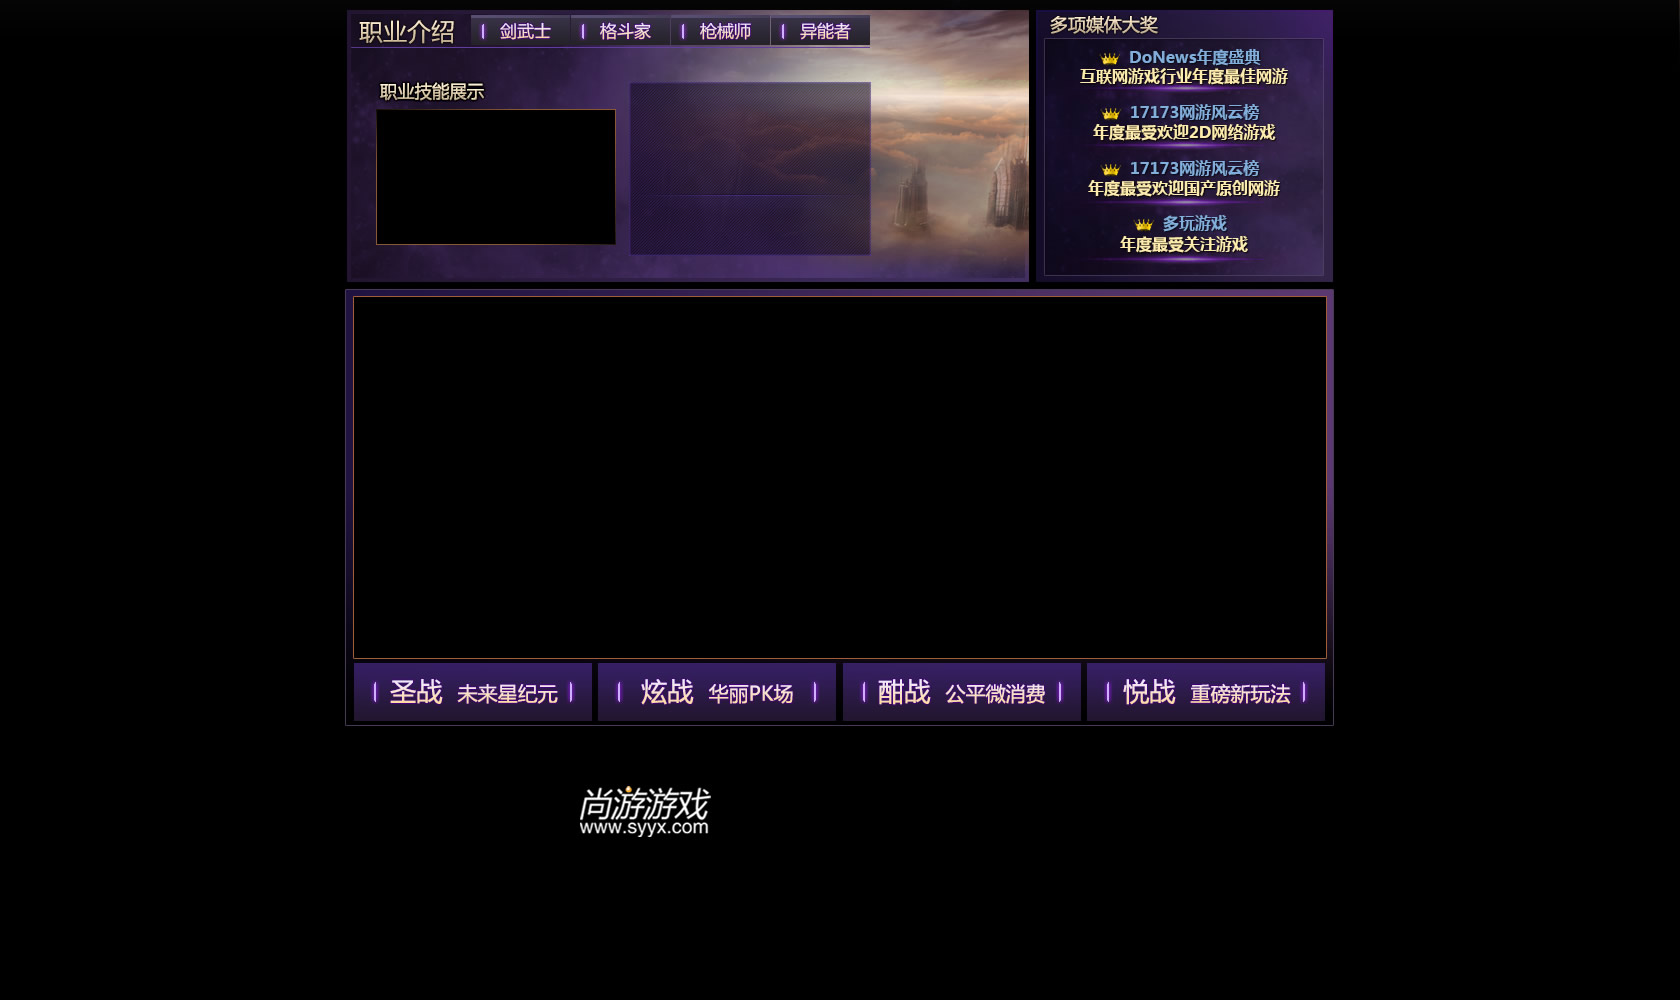 职业介绍
剑武士
格斗家
枪械师
异能者
职业技能展示
多项媒体大奖
DoNews年度盛典
互联网游戏行业年度最佳网游
17173网游风云榜
年度最受欢迎2D网络游戏
17173网游风云榜
年度最受欢迎国产原创网游
多玩游戏
年度最受关注游戏
圣战 未来星纪元
炫战 华丽PK场
酣战 公平微消费
悦战 重磅新玩法
尚游游戏
www.syyx.com